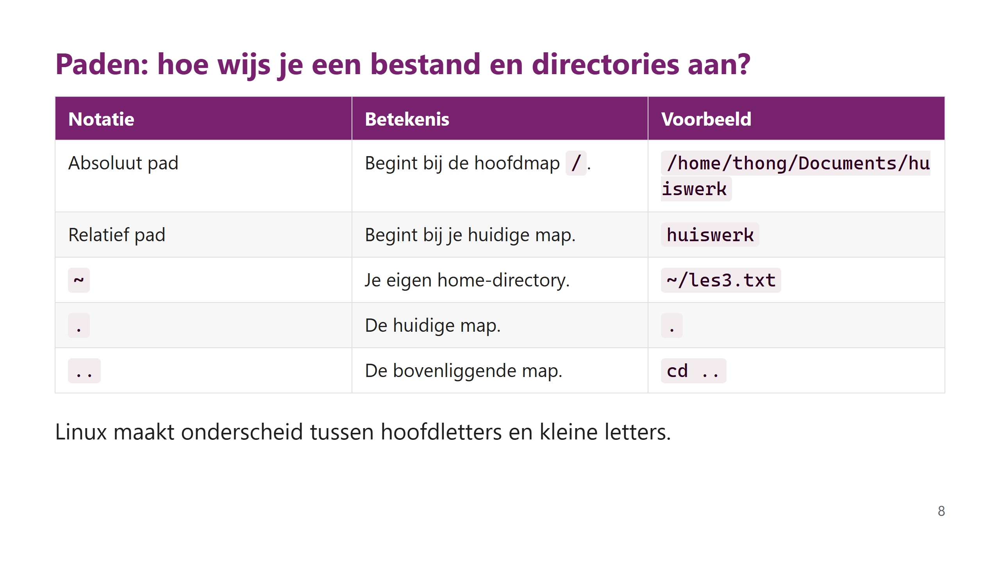 Paden: hoe wijs je een bestand en directories aan?
Notatie Betekenis Voorbeeld
Absoluut pad Begint bij de hoofdmap /. /home/thong/Documents/hu
iswerk
Relatief pad Begint bij je huidige map. huiswerk
~ Je eigen home-directory. ~/les3.txt
. De huidige map. .
.. De bovenliggende map. cd ..
Linux maakt onderscheid tussen hoofdletters en kleine letters.
8